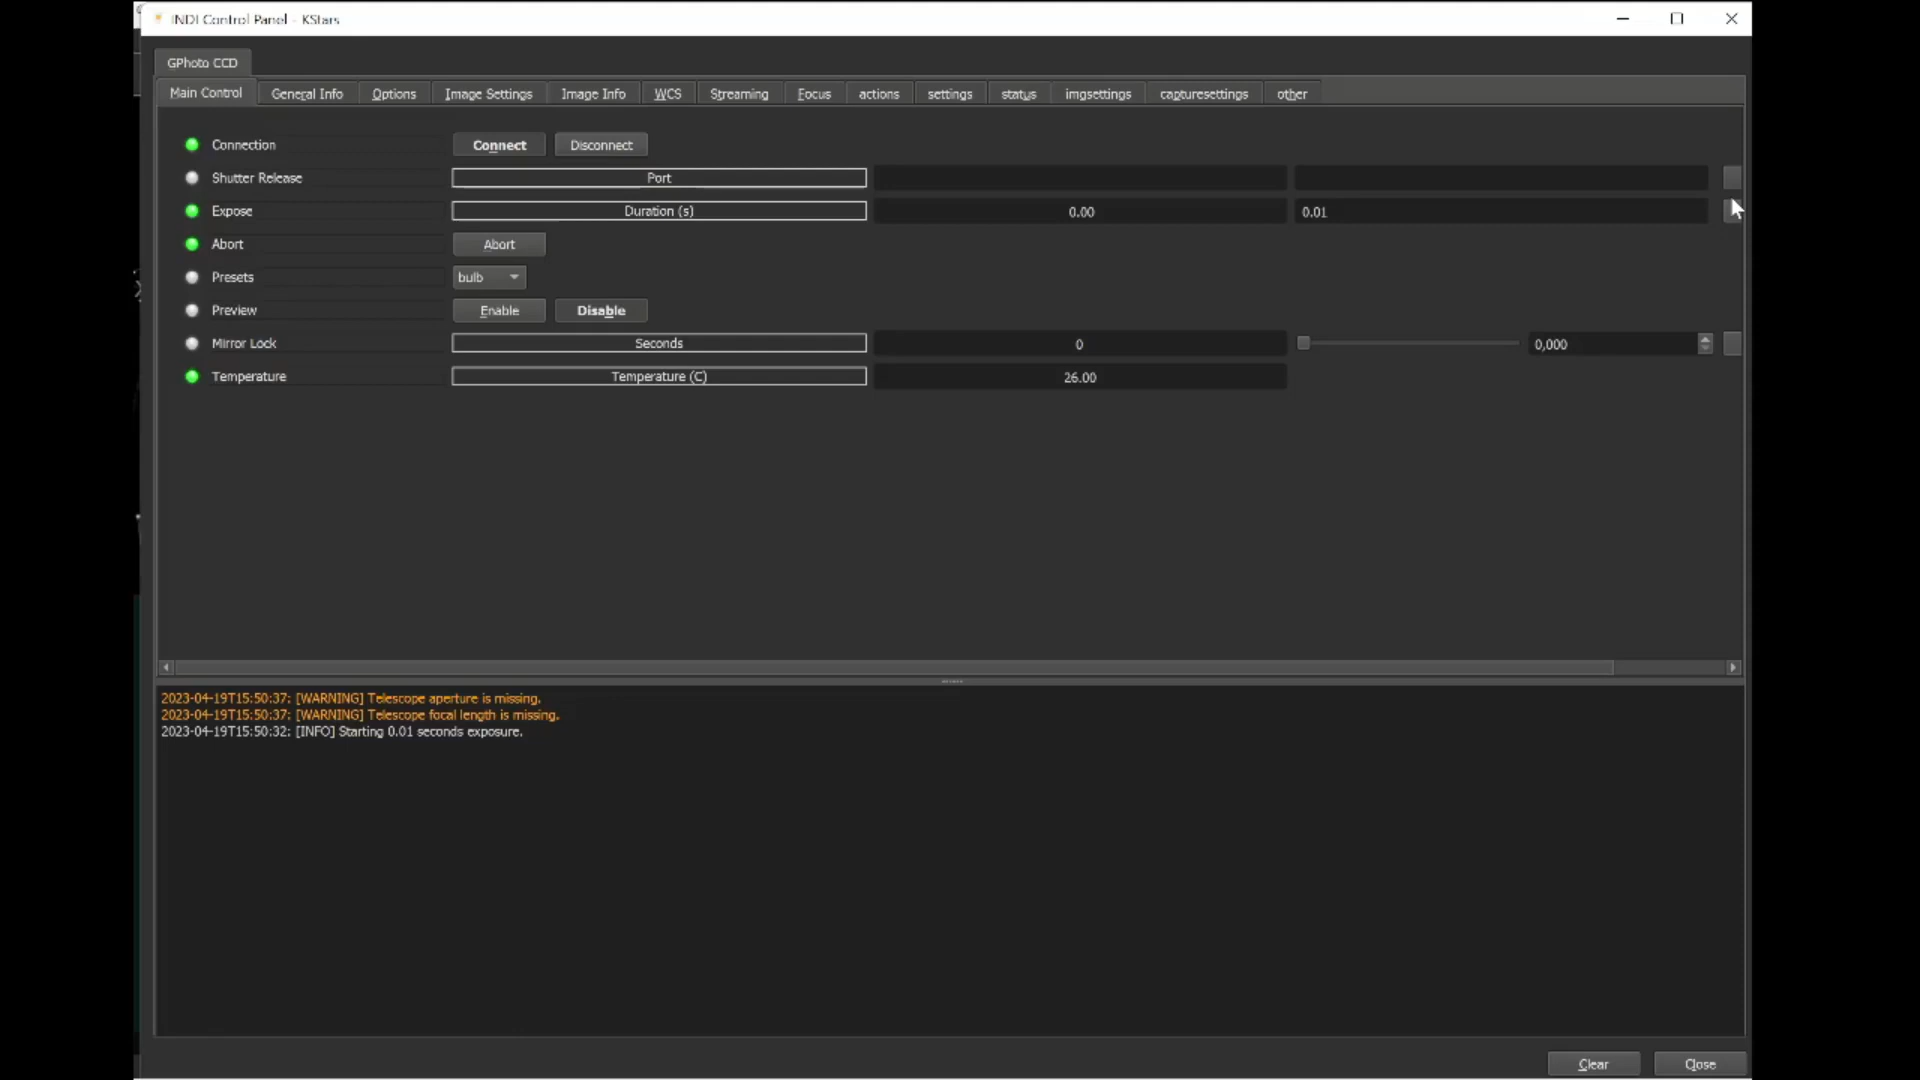 INDI Control Panel - KStars
GPhoto CCD
Main Control General Info Options Image Settings Image Info WCS Streaming Focus actions settings status imgsettings capturesettings other
Connection Connect Disconnect
Shutter Release Port
Expose Duration (s) 0.00 0.01
Abort Abort
Presets bulb
Preview Enable Disable
Mirror Lock Seconds 0 0,000
Temperature Temperature (C) 26.00
2023-04-19T15:50:37: [WARNING] Telescope aperture is missing.
2023-04-19T15:50:37: [WARNING] Telescope focal length is missing.
2023-04-19T15:50:32: [INFO] Starting 0.01 seconds exposure.
Clear Close